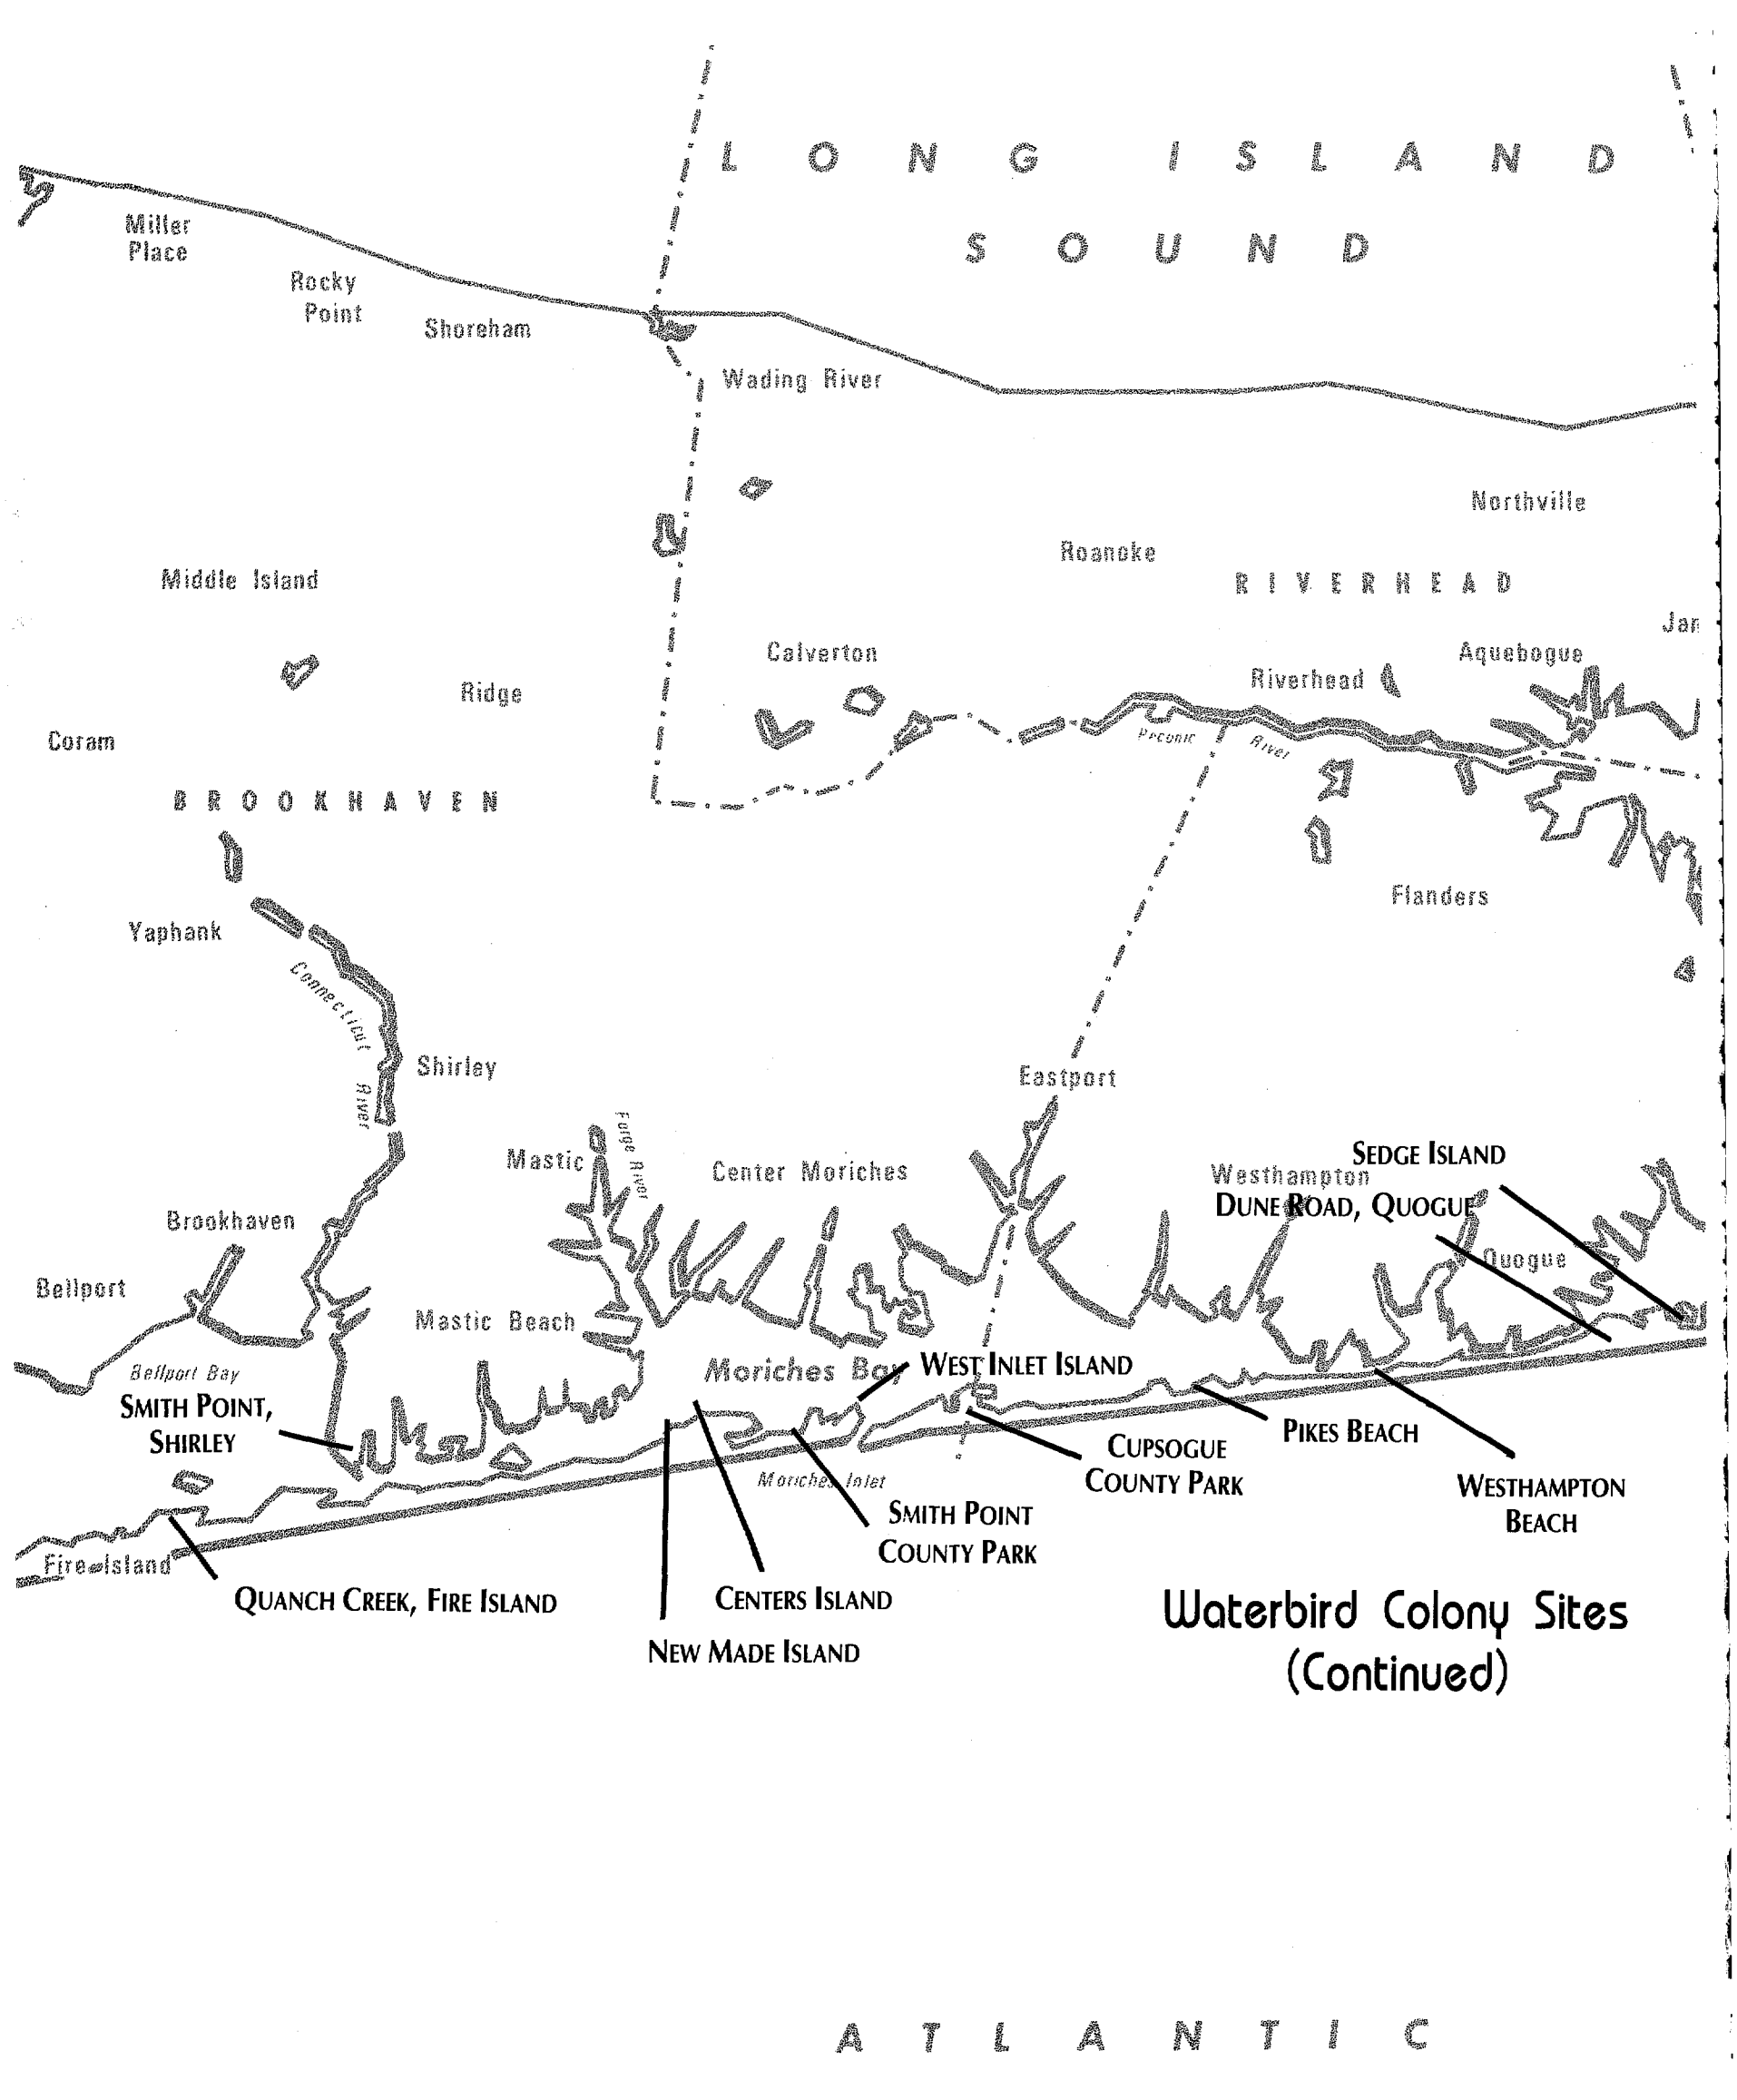 LONG ISLAND
SOUND
Miller
Place
Rocky
Point
Shoreham
Wading River
Northville
Roanoke
Middle Island
RIVERHEAD
Jan
Calverton
Aquebogue
Riverhead
Ridge
Peconic River
Coram
BROOKHAVEN
Flanders
Yaphank
Connecticut River
Shirley
Eastport
Forge River
Mastic
SEDGE ISLAND
Center Moriches
Westhampton
DUNE ROAD, QUOGUE
Brookhaven
Quogue
Bellport
Mastic Beach
Bellport Bay
Moriches Bay
WEST INLET ISLAND
SMITH POINT,
SHIRLEY
PIKES BEACH
CUPSOGUE
COUNTY PARK
Moriches Inlet
WESTHAMPTON
BEACH
SMITH POINT
COUNTY PARK
Fire Island
QUANCH CREEK, FIRE ISLAND
CENTERS ISLAND
NEW MADE ISLAND
Waterbird Colony Sites
(Continued)
ATLANTIC